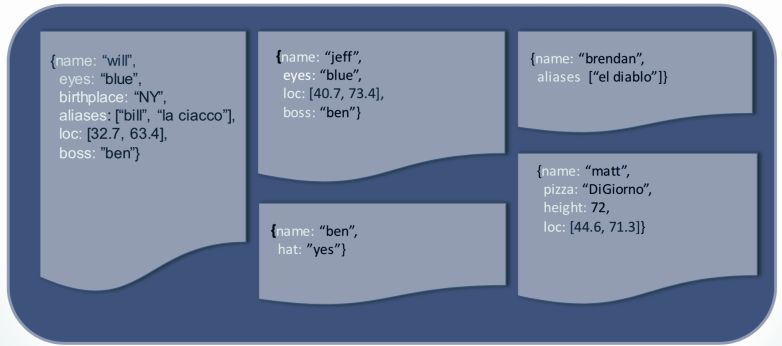 {name: “will”,
eyes: “blue”,
birthplace: “NY”,
aliases: [“bill”, “la ciacco”],
loc: [32.7, 63.4],
boss: ”ben”}
{name: “jeff”,
eyes: “blue”,
loc: [40.7, 73.4],
boss: “ben”}
{name: “ben”,
hat: ”yes”}
{name: “brendan”,
aliases [“el diablo”]}
{name: “matt”,
pizza: “DiGiorno”,
height: 72,
loc: [44.6, 71.3]}